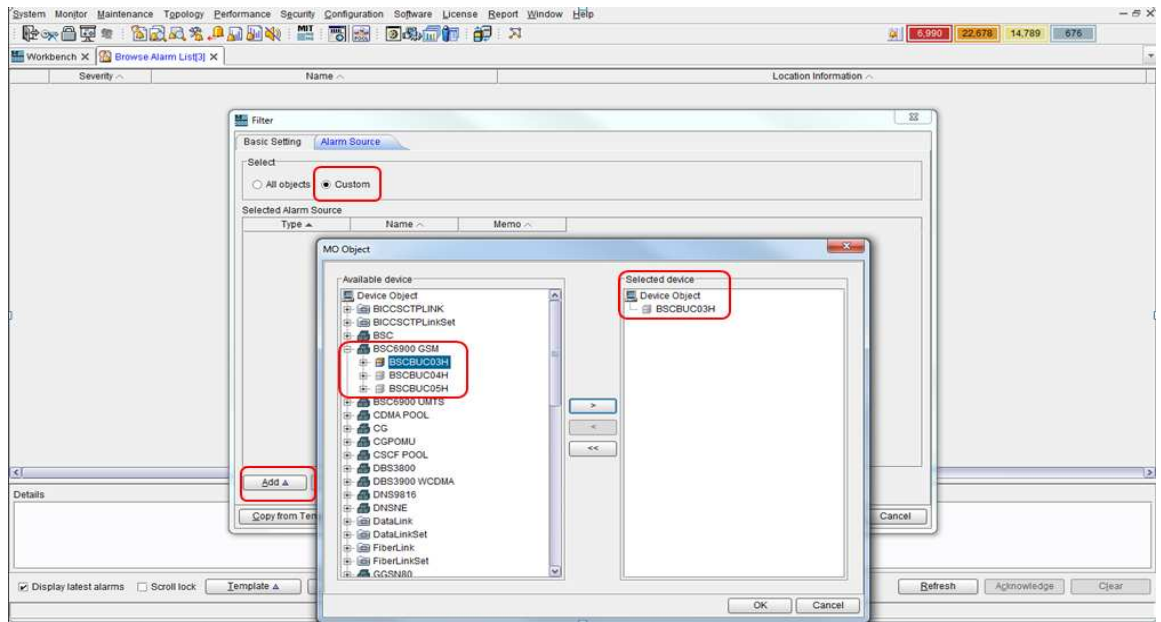 System Monitor Maintenance Topology Performance Security Configuration Software License Report Window Help
MIT
6,990 22,678 14,789 676
Workbench X Browse Alarm List[3] X
Severity Name Location Information
Filter
Basic Setting Alarm Source
Select
All objects Custom
Selected Alarm Source
Type Name Memo
MO Object
Available device
Device Object
BICCSCTPLINK
BICCSCTPLinkSet
BSC
BSC6900 GSM
BSCBUC03H
BSCBUC04H
BSCBUC05H
BSC6900 UMTS
CDMA POOL
CG
CGPOMU
CSCF POOL
DBS3800
DBS3900 WCDMA
DNS9816
DNSNE
DataLink
DataLinkSet
FiberLink
FiberLinkSet
GGSN80
>
<
<<
Selected device
Device Object
BSCBUC03H
OK Cancel
Add
Copy from Tem
Cancel
Details
Display latest alarms Scroll lock Template
Refresh Acknowledge Clear